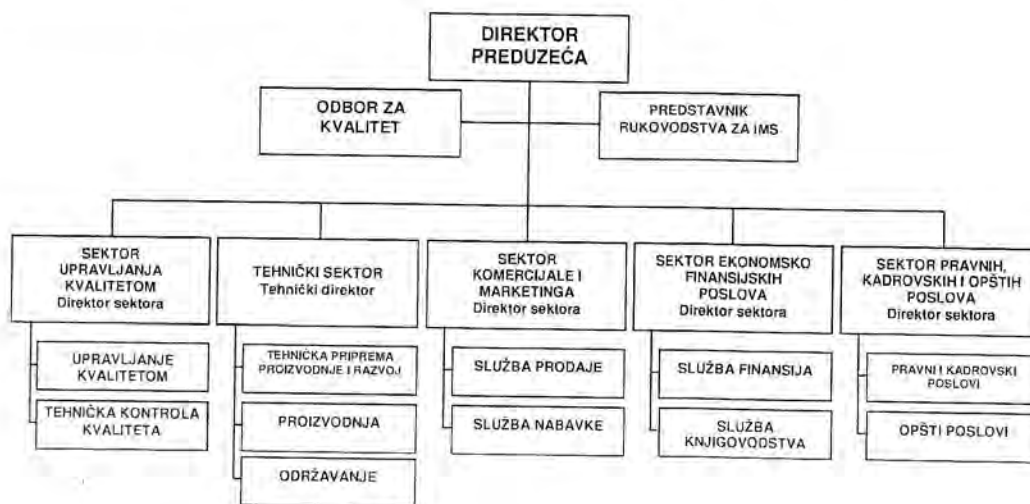 DIREKTOR
PREDUZEĆA
ODBOR ZA
KVALITET
PREDSTAVNIK
RUKOVODSTVA ZA IMS
SEKTOR
UPRAVLJANJA
KVALITETOM
Direktor sektora
UPRAVLJANJE
KVALITETOM
TEHNIČKA KONTROLA
KVALITETA
TEHNIČKI SEKTOR
Tehnički direktor
TEHNIČKA PRIPREMA
PROIZVODNJE I RAZVOJ
PROIZVODNJA
ODRŽAVANJE
SEKTOR
KOMERCIJALE I
MARKETINGA
Direktor sektora
SLUŽBA PRODAJE
SLUŽBA NABAVKE
SEKTOR EKONOMSKO
FINANSIJSKIH
POSLOVA
Direktor sektora
SLUŽBA FINANSIJA
SLUŽBA
KNJIGOVODSTVA
SEKTOR PRAVNIH,
KADROVSKIH I OPŠTIH
POSLOVA
Direktor sektora
PRAVNI I KADROVSKI
POSLOVI
OPŠTI POSLOVI